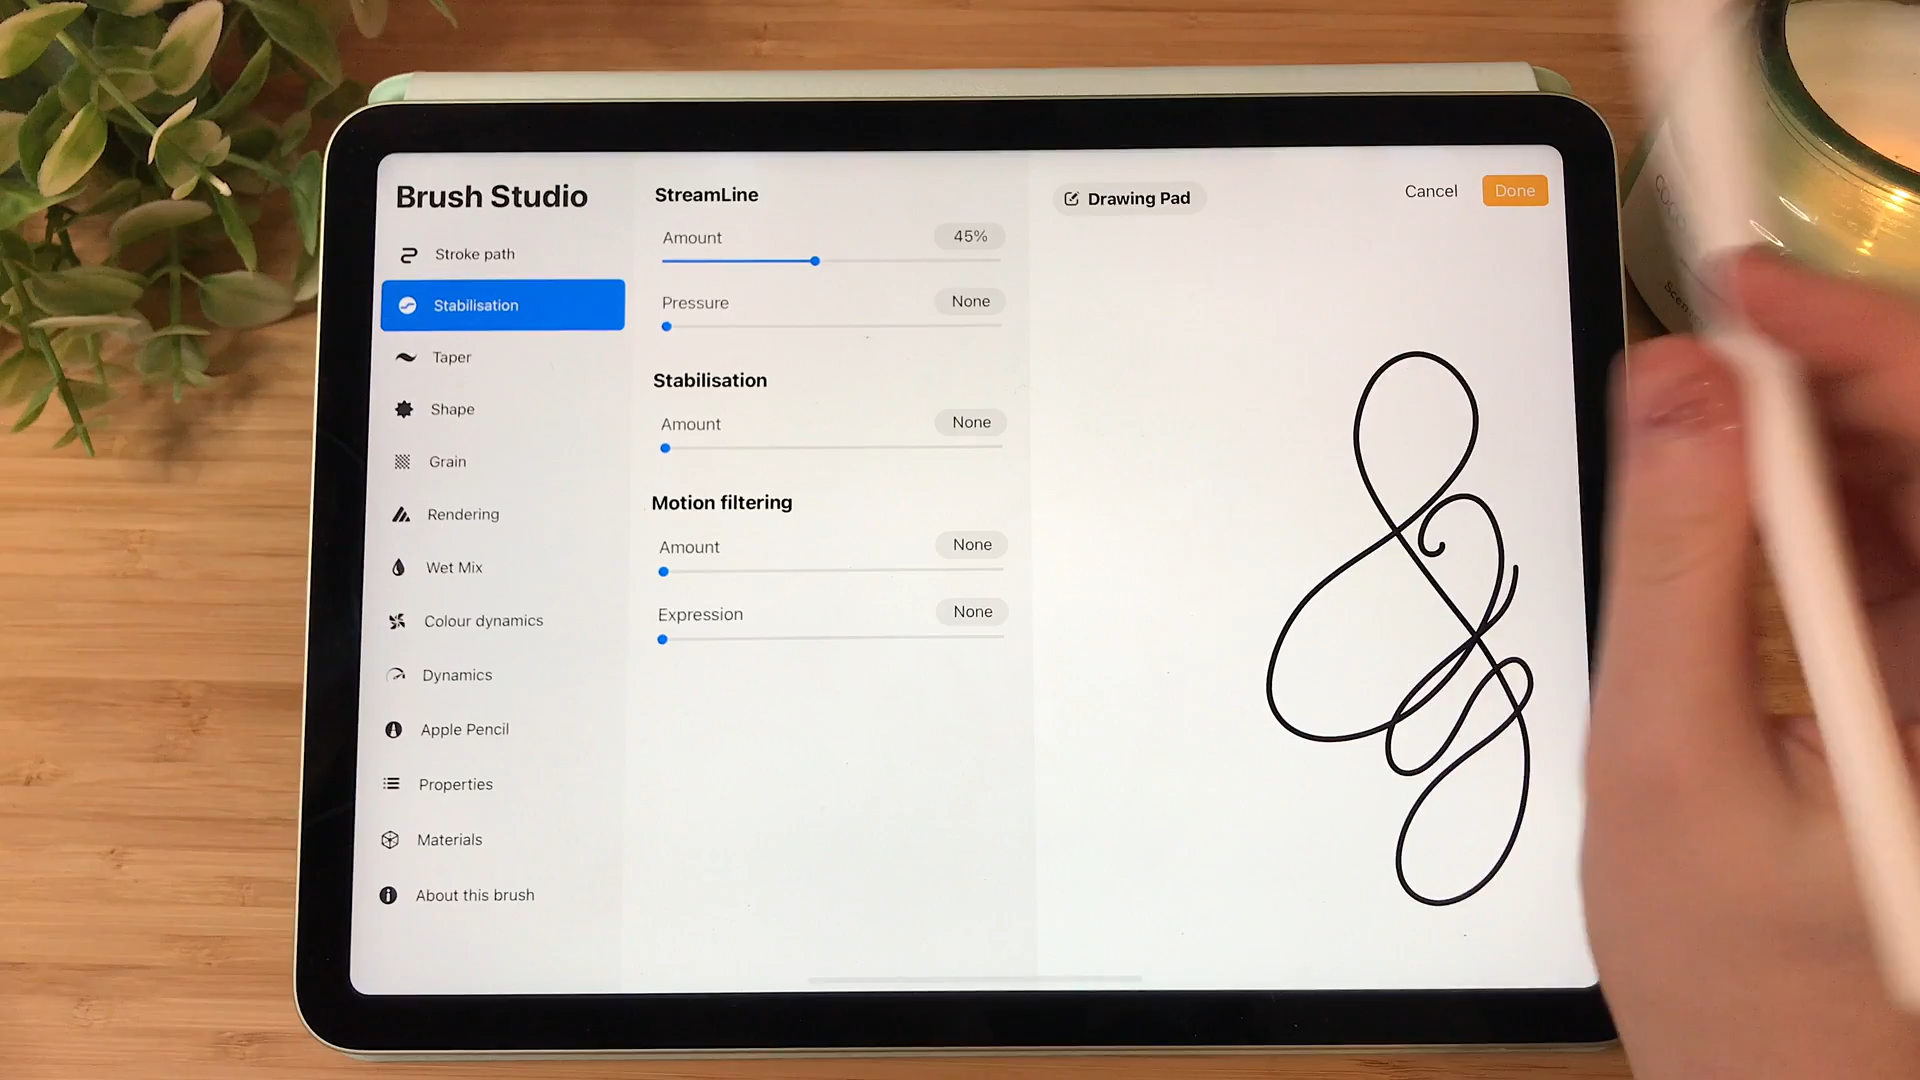 Brush Studio
Stroke path
Stabilisation
Taper
Shape
Grain
Rendering
Wet Mix
Colour dynamics
Dynamics
Apple Pencil
Properties
Materials
About this brush
StreamLine
Amount 45%
Pressure None
Stabilisation
Amount None
Motion filtering
Amount None
Expression None
Drawing Pad
Cancel Done